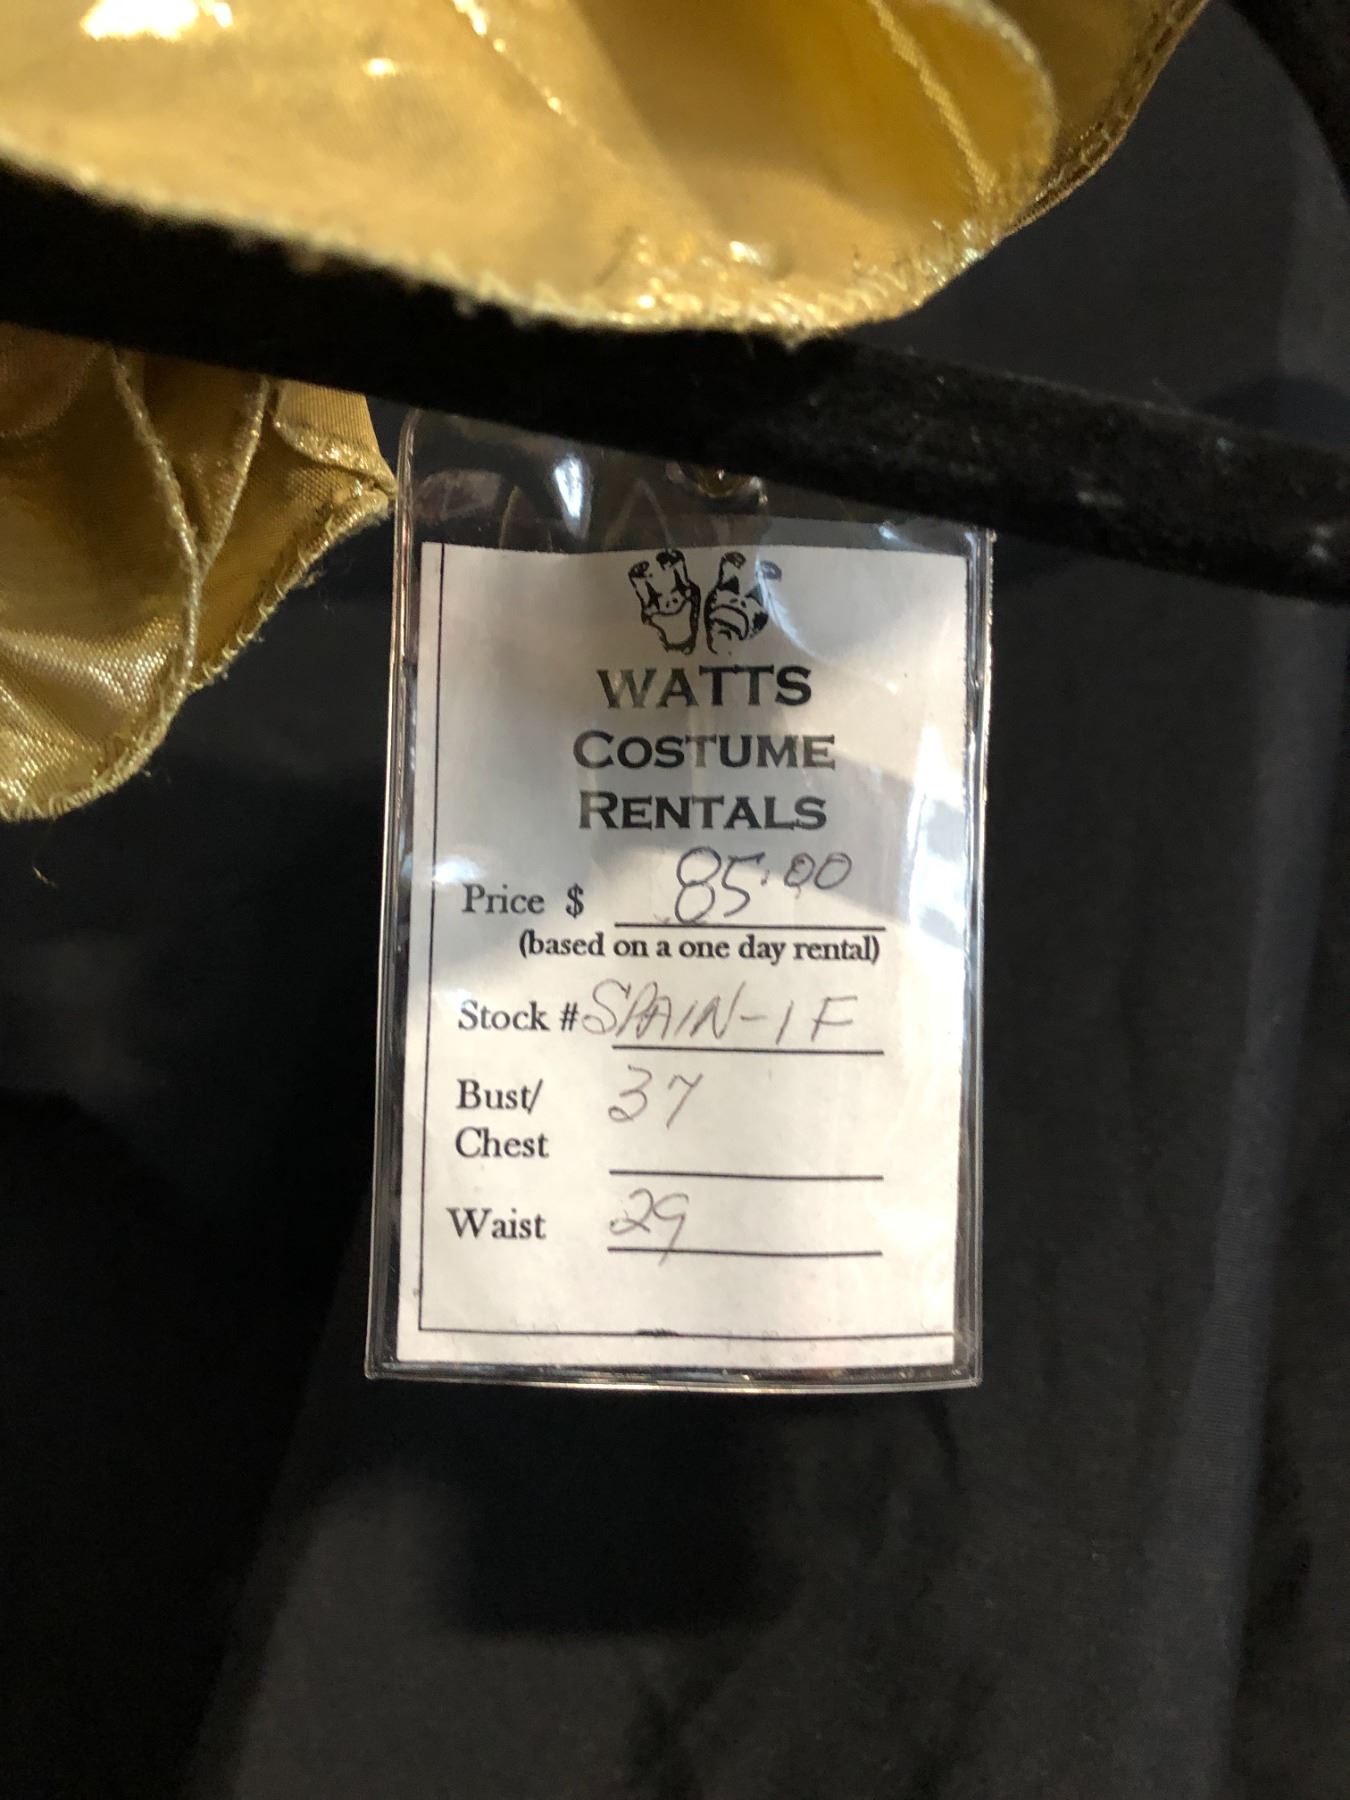 WATTS
COSTUME
RENTALS
Price $ 85.00
(based on a one day rental)
Stock # SPAIN-1F
Bust/ 37
Chest
Waist 29